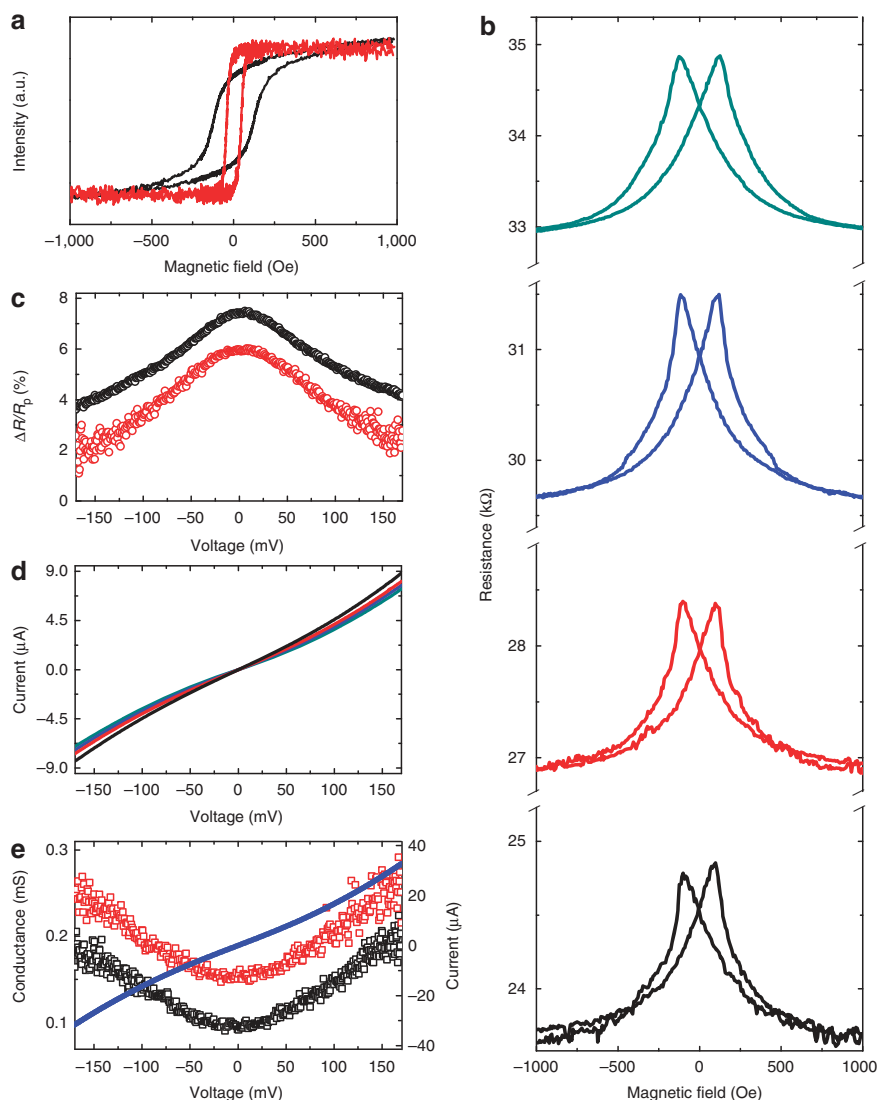 a
Intensity (a.u.)
−1,000 −500 0 500 1,000
Magnetic field (Oe)
b
35
34
33
31
30
28
27
25
24
Resistance (kΩ)
−1000 −500 0 500 1000
Magnetic field (Oe)
c
8
6
4
2
0
ΔR/Rp (%)
−150 −100 −50 0 50 100 150
Voltage (mV)
d
9.0
4.5
0.0
−4.5
−9.0
Current (μA)
−150 −100 −50 0 50 100 150
Voltage (mV)
e
0.3
0.2
0.1
Conductance (mS)
40
20
0
−20
−40
Current (μA)
−150 −100 −50 0 50 100 150
Voltage (mV)